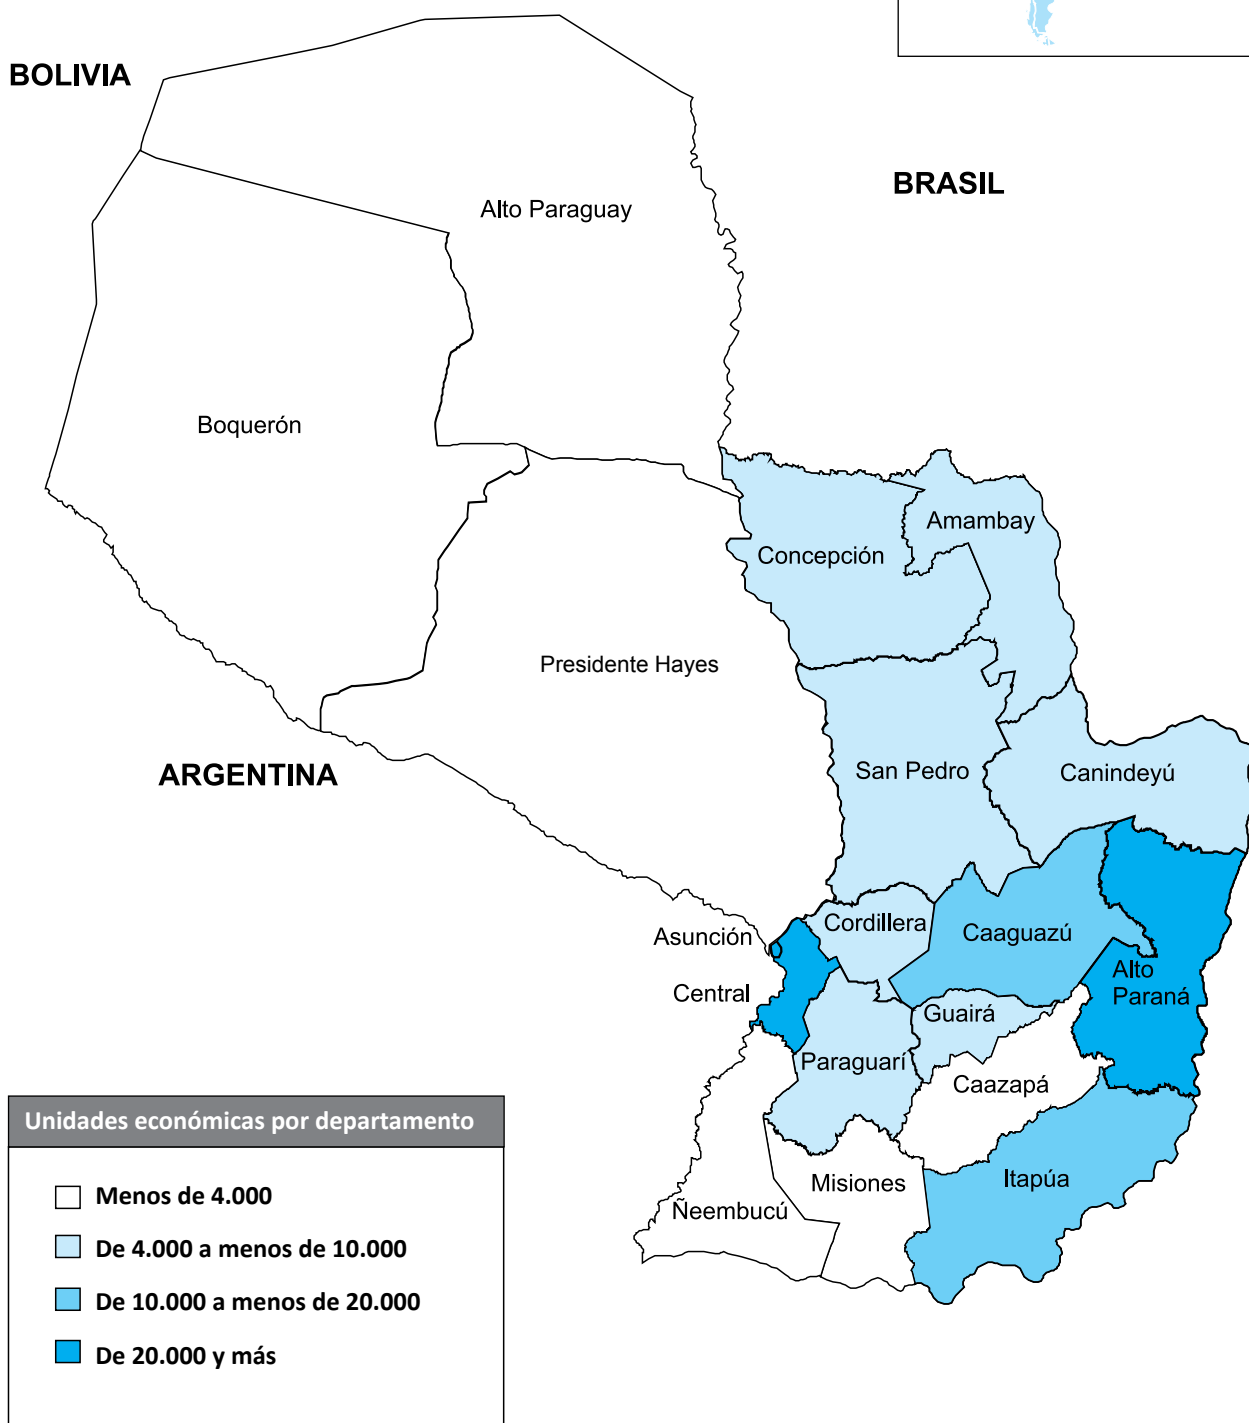 BOLIVIA
BRASIL
Alto Paraguay
Boquerón
Amambay
Concepción
Presidente Hayes
San Pedro
Canindeyú
ARGENTINA
Cordillera
Caaguazú
Asunción
Alto
Paraná
Central
Guairá
Paraguarí
Caazapá
Misiones
Itapúa
Ñeembucú
Unidades económicas por departamento
Menos de 4.000
De 4.000 a menos de 10.000
De 10.000 a menos de 20.000
De 20.000 y más